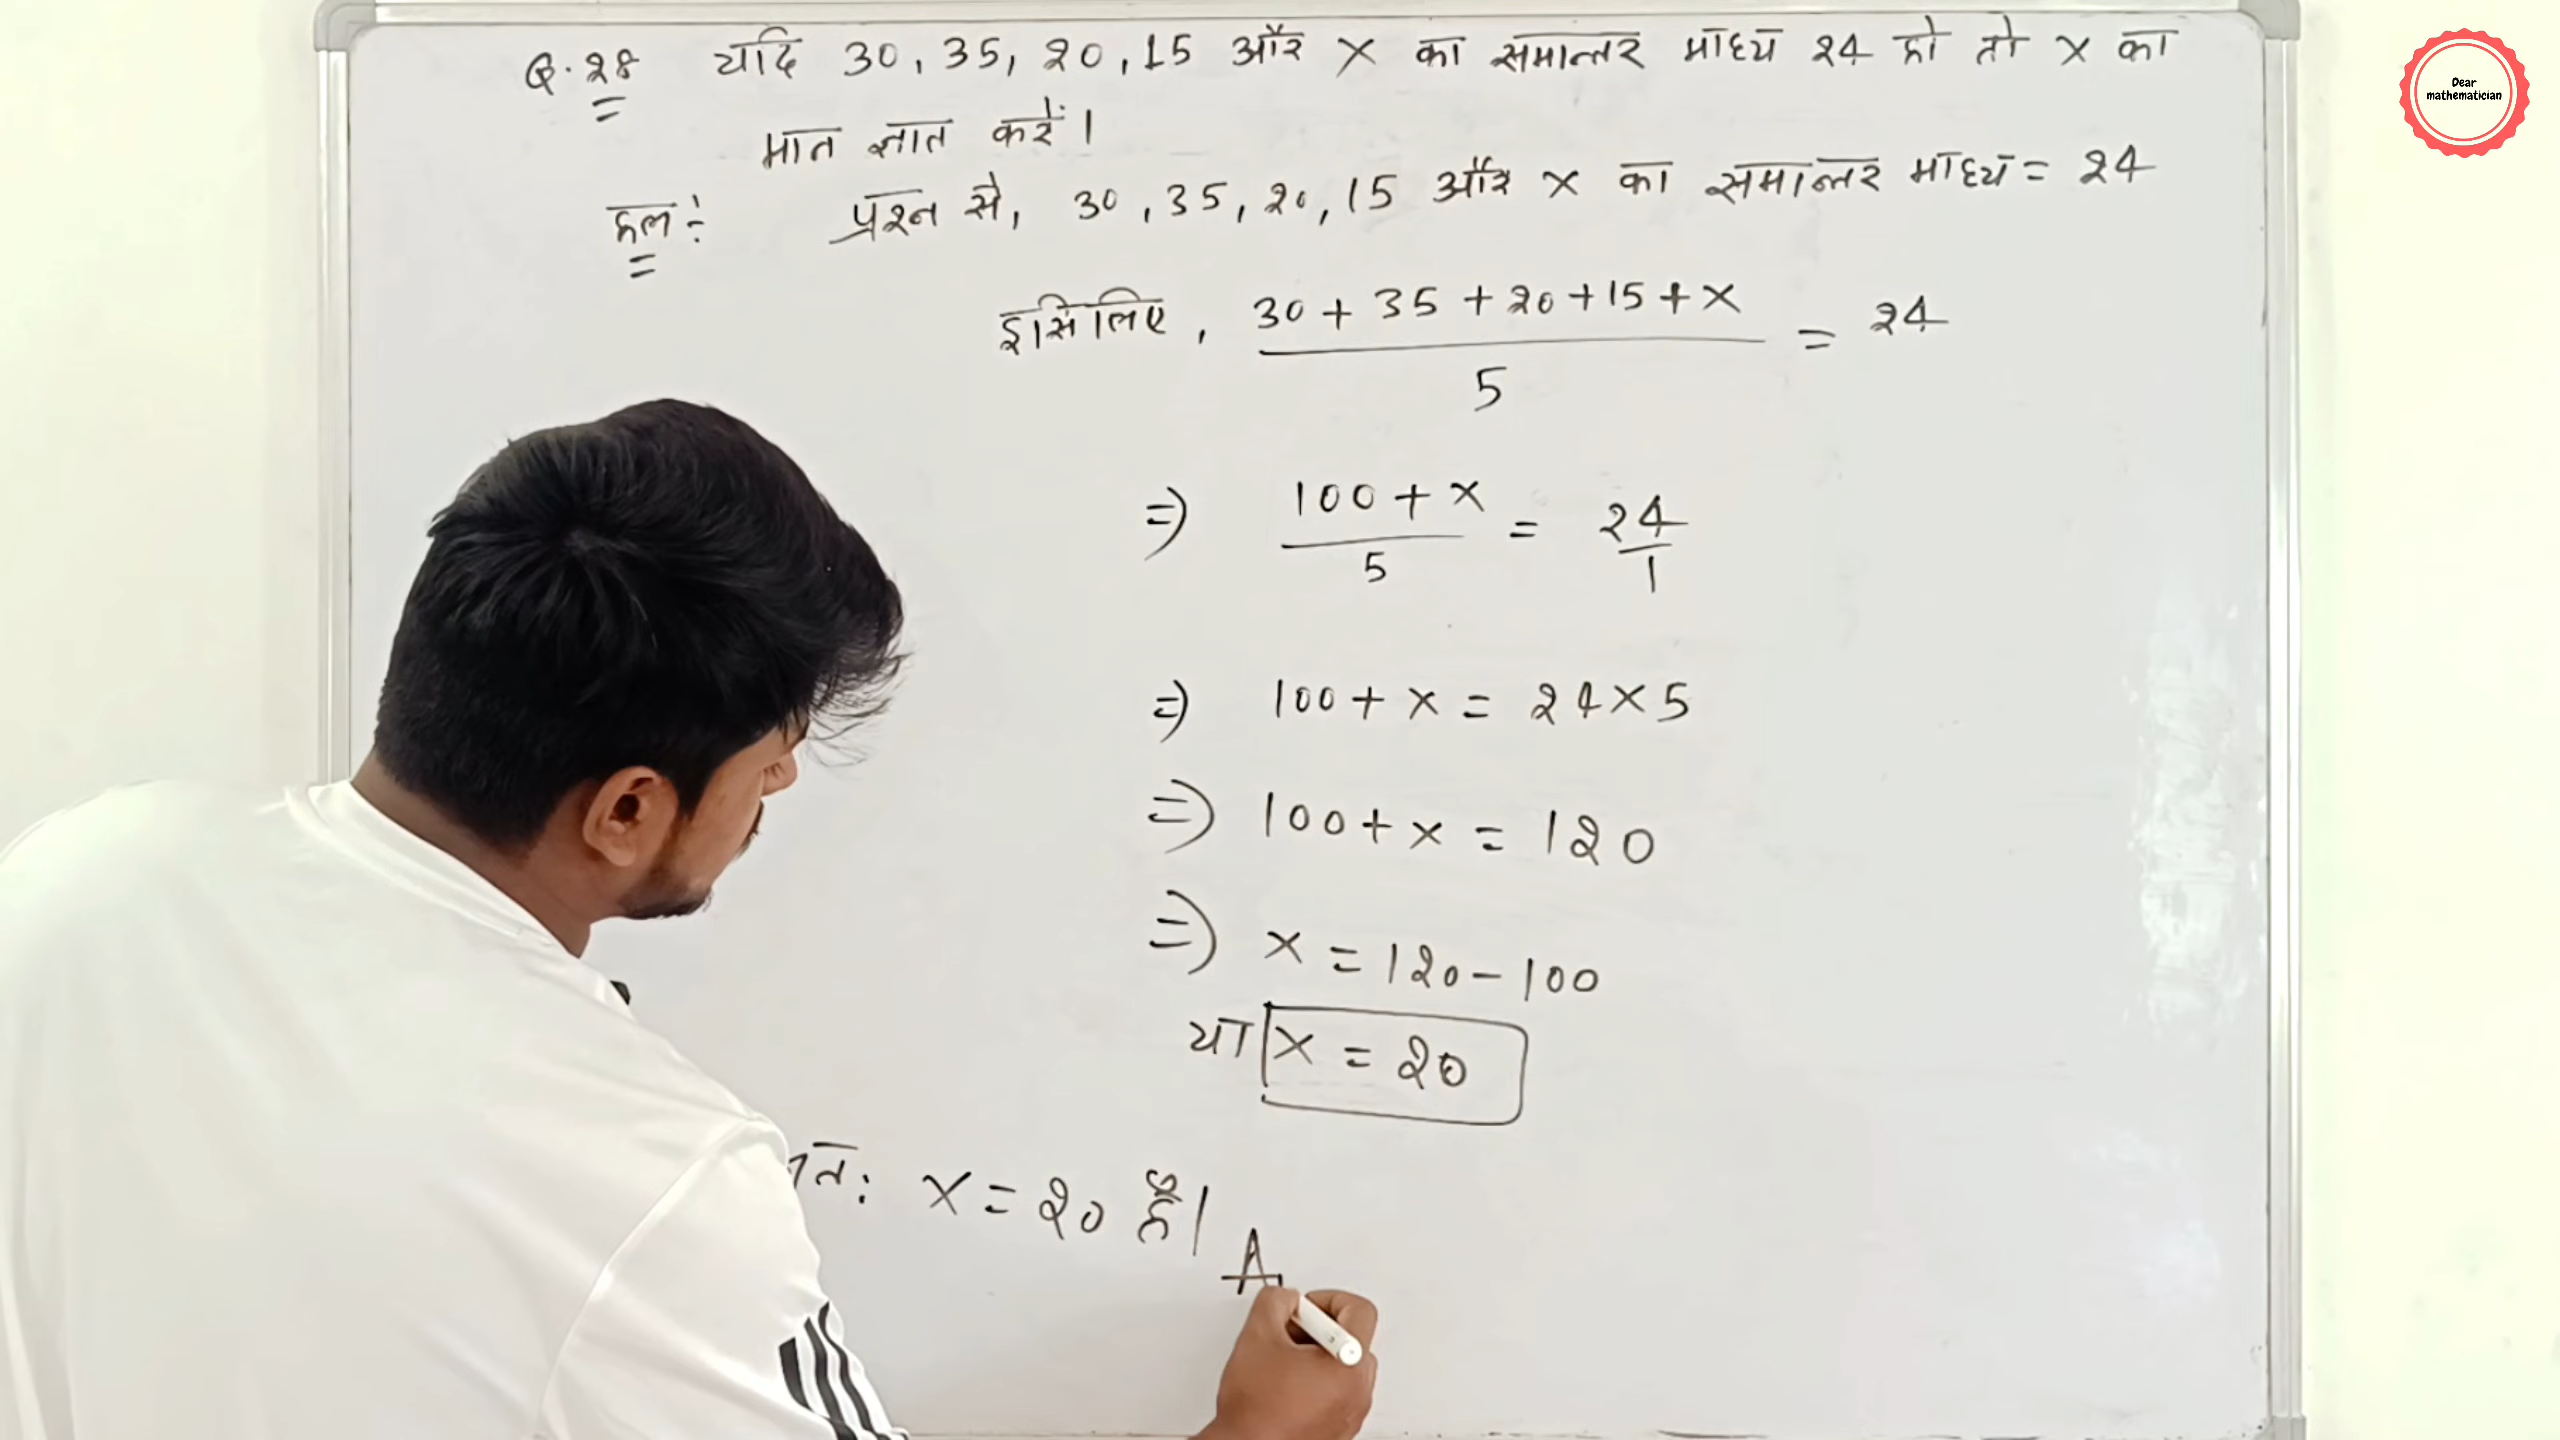 Q.28 यदि 30, 35, 20, 15 और x का समान्तर माध्य 24 हो तो x का
मान ज्ञात करें।
हल :- प्रश्न से, 30, 35, 20, 15 और x का समान्तर माध्य = 24
इसिलिए, 30 + 35 + 20 + 15 + x / 5 = 24
=> 100 + x / 5 = 24 / 1
=> 100 + x = 24 × 5
=> 100 + x = 120
=> x = 120 - 100
या x = 20
x = 20 है।
A
Dear
mathematician